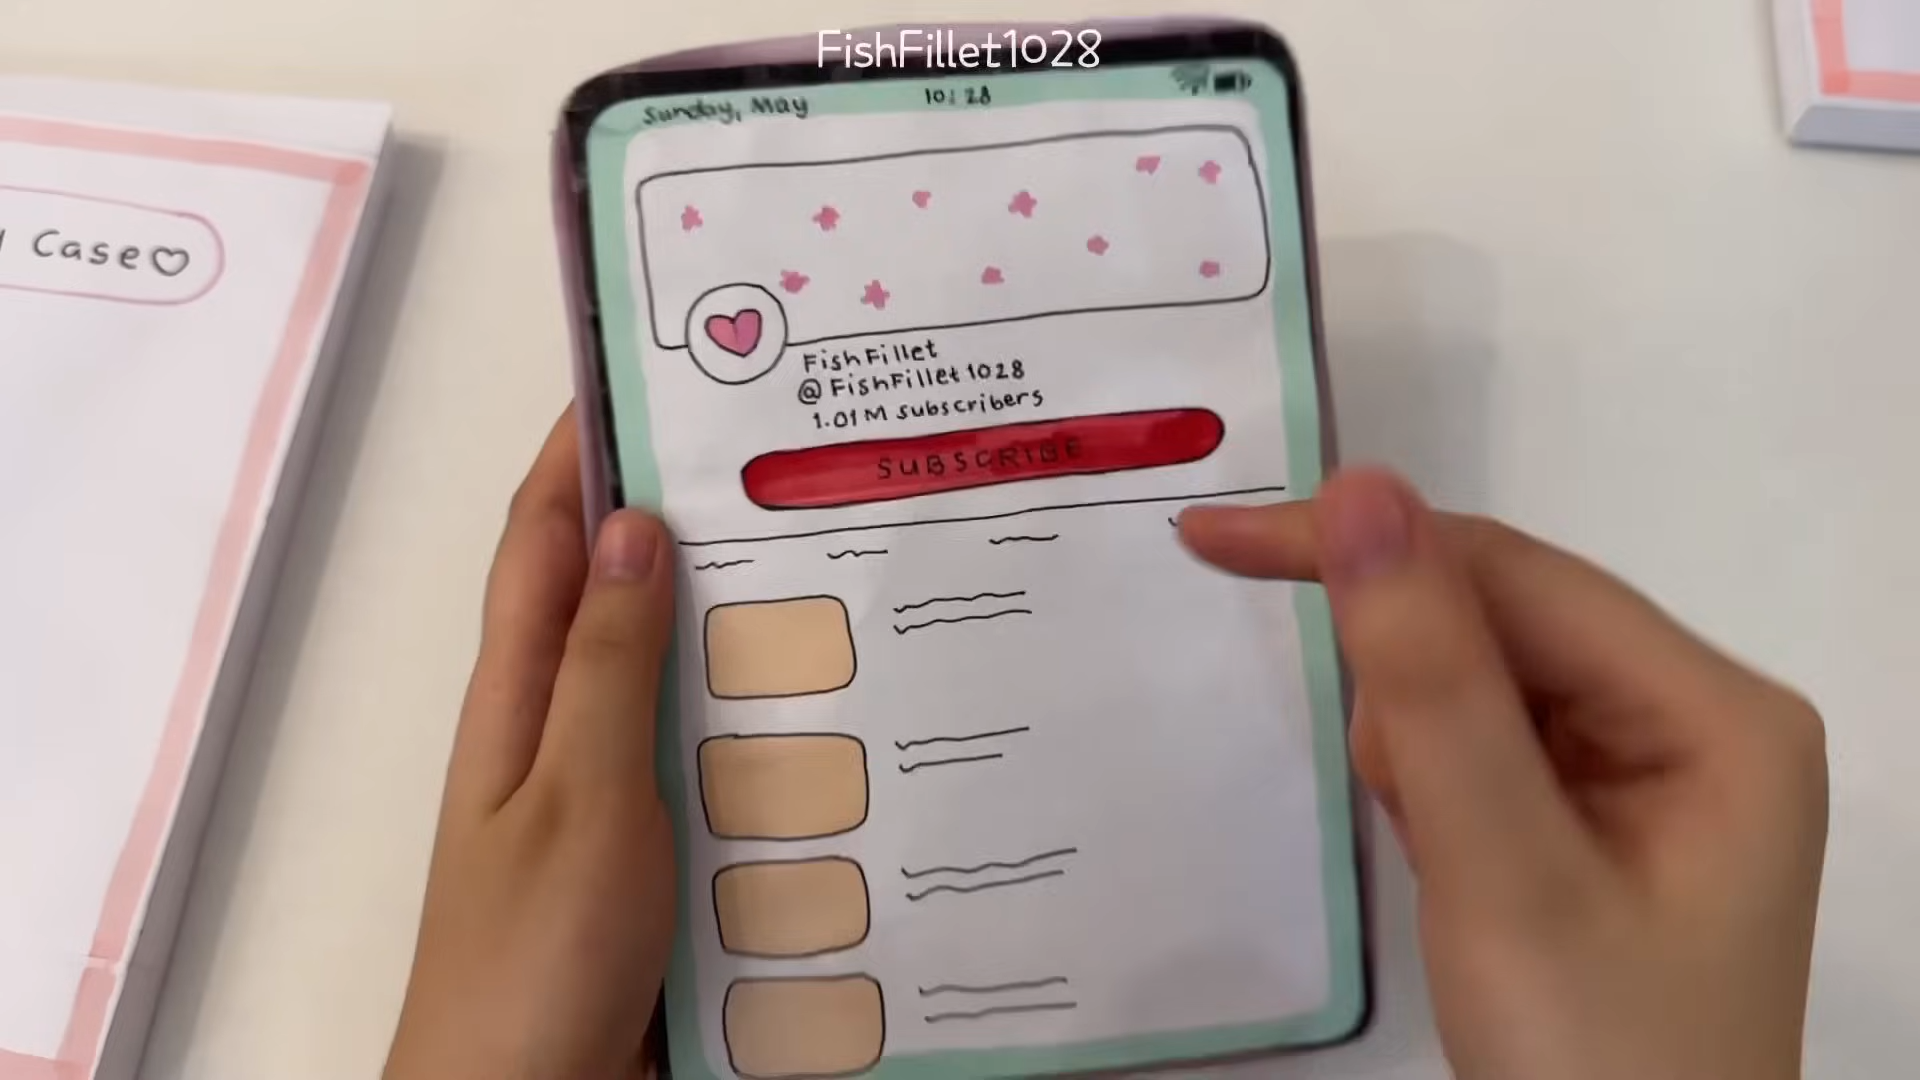 FishFillet1028
Sunday, May
10:28
Case♡
FishFillet
@FishFillet1028
1.01M subscribers
SUBSCRIBE